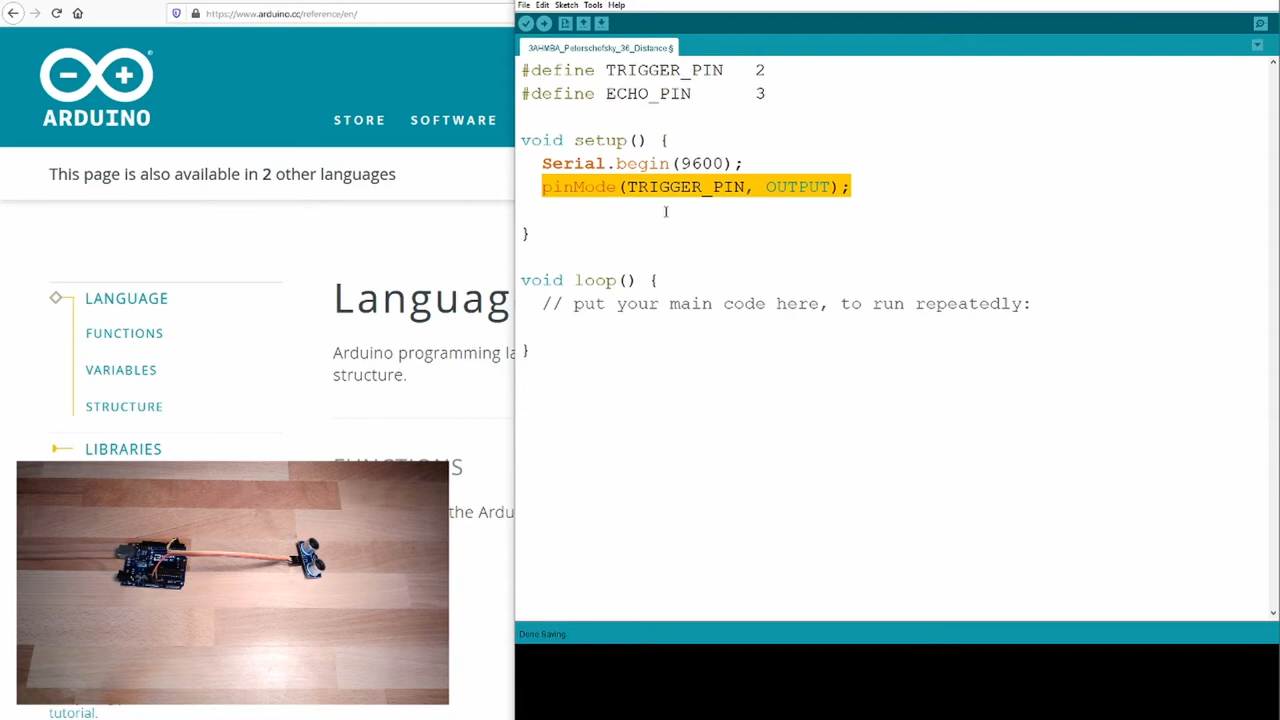 https://www.arduino.cc/reference/en/
ARDUINO
STORE SOFTWARE
This page is also available in 2 other languages
LANGUAGE
FUNCTIONS
VARIABLES
STRUCTURE
LIBRARIES
Languag
Arduino programming la
structure.
FUNCTIONS
the Ardu
tutorial.
File Edit Sketch Tools Help
3AHMBA_Peterschofsky_36_Distance §
#define TRIGGER_PIN 2
#define ECHO_PIN 3
void setup() {
Serial.begin(9600);
pinMode(TRIGGER_PIN, OUTPUT);
}
void loop() {
// put your main code here, to run repeatedly:
}
Done Saving.